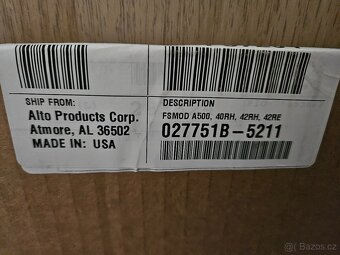 SHIP FROM:
Alto Products Corp.
Atmore, AL 36502
MADE IN: USA
DESCRIPTION
FSMOD A500, 40RH, 42RH, 42RE
027751B-5211
Sbazos.cz